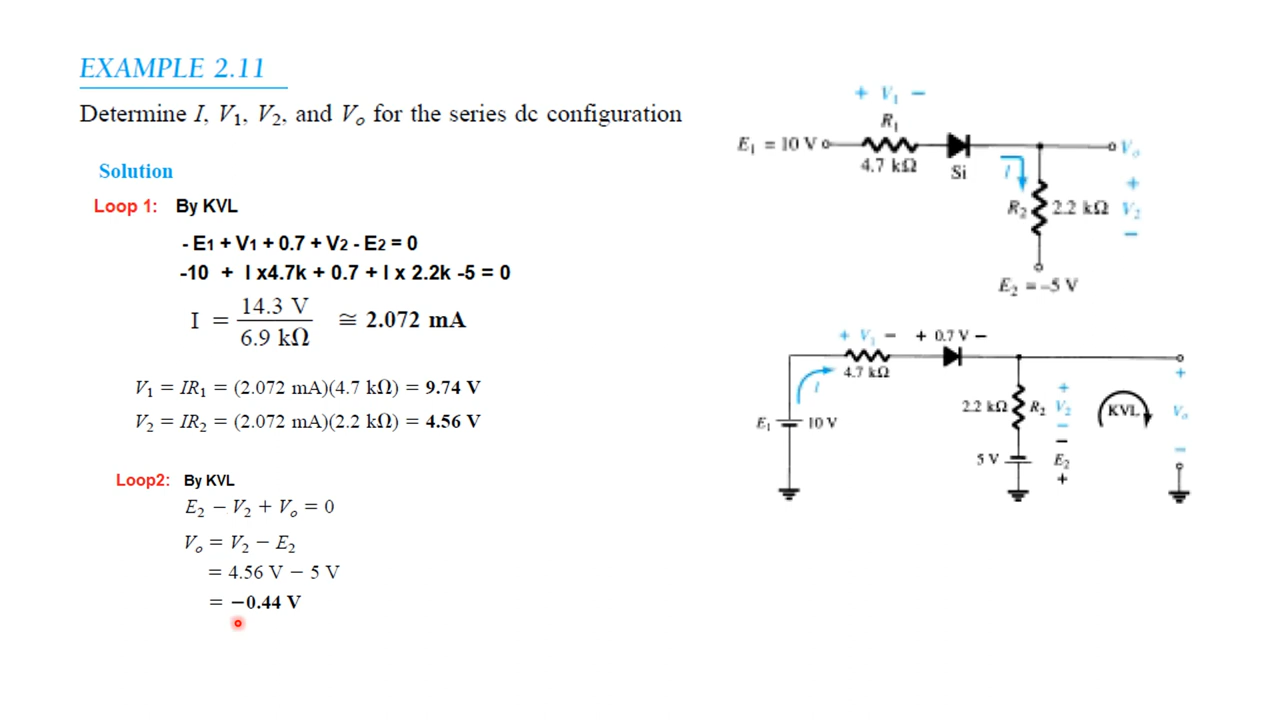 EXAMPLE 2.11
Determine I, V1, V2, and Vo for the series dc configuration
Solution
Loop 1: By KVL
- E1 + V1 + 0.7 + V2 - E2 = 0
-10 + I x4.7k + 0.7 + I x 2.2k -5 = 0
I = 14.3 V / 6.9 kΩ ≅ 2.072 mA
V1 = IR1 = (2.072 mA)(4.7 kΩ) = 9.74 V
V2 = IR2 = (2.072 mA)(2.2 kΩ) = 4.56 V
Loop2: By KVL
E2 − V2 + Vo = 0
Vo = V2 − E2
= 4.56 V − 5 V
= −0.44 V
+ V1 −
R1
E1 = 10 V
4.7 kΩ
Si
I
Vo
+
R2
2.2 kΩ
V2
−
E2 = -5 V
+ V1 − + 0.7 V −
4.7 kΩ
I
E1
10 V
2.2 kΩ
R2
+
V2
−
KVL
+
Vo
−
5 V
−
E2
+